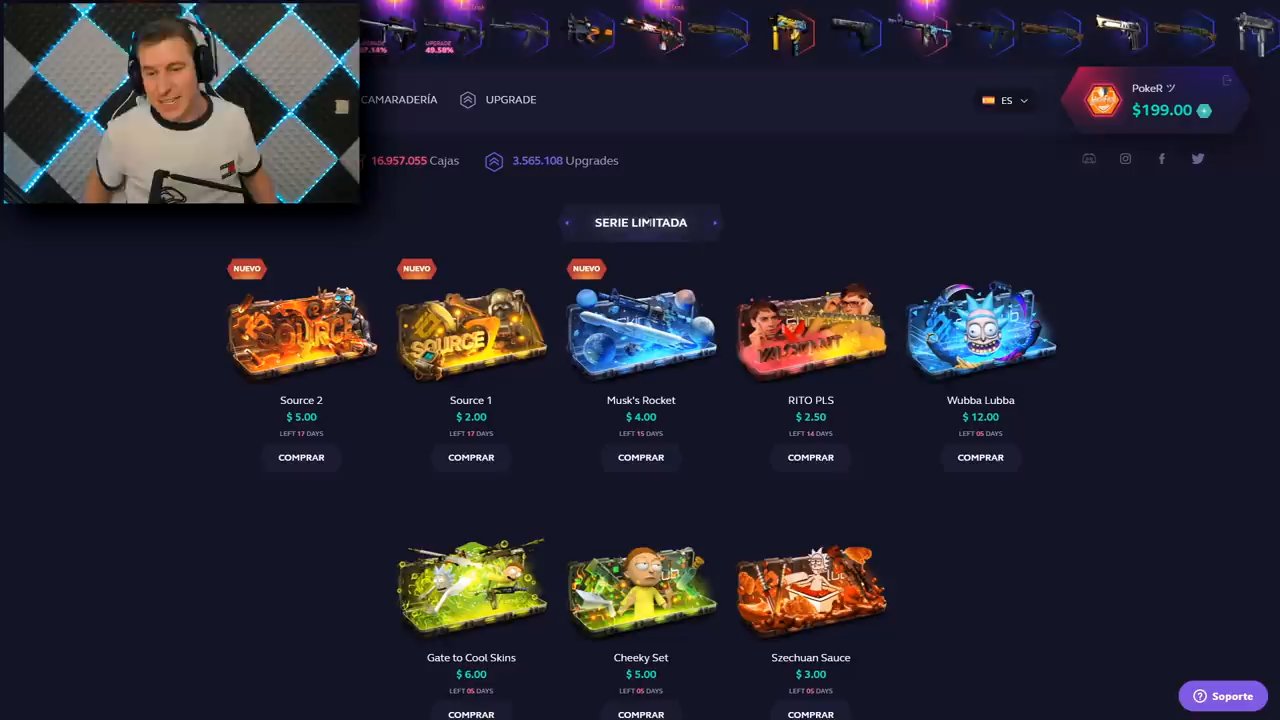 UPGRADE
49.58%
CAMARADERÍA
UPGRADE
ES
PokeR ツ
$199.00
16.957.055 Cajas
3.565.108 Upgrades
SERIE LIMITADA
NUEVO
NUEVO
NUEVO
SOURCE
SOURCE
VALORANT
Source 2
Source 1
Musk's Rocket
RITO PLS
Wubba Lubba
$ 5.00
$ 2.00
$ 4.00
$ 2.50
$ 12.00
LEFT 17 DAYS
LEFT 17 DAYS
LEFT 15 DAYS
LEFT 14 DAYS
LEFT 05 DAYS
COMPRAR
COMPRAR
COMPRAR
COMPRAR
COMPRAR
Gate to Cool Skins
Cheeky Set
Szechuan Sauce
$ 6.00
$ 5.00
$ 3.00
LEFT 05 DAYS
LEFT 05 DAYS
LEFT 05 DAYS
COMPRAR
COMPRAR
COMPRAR
Soporte